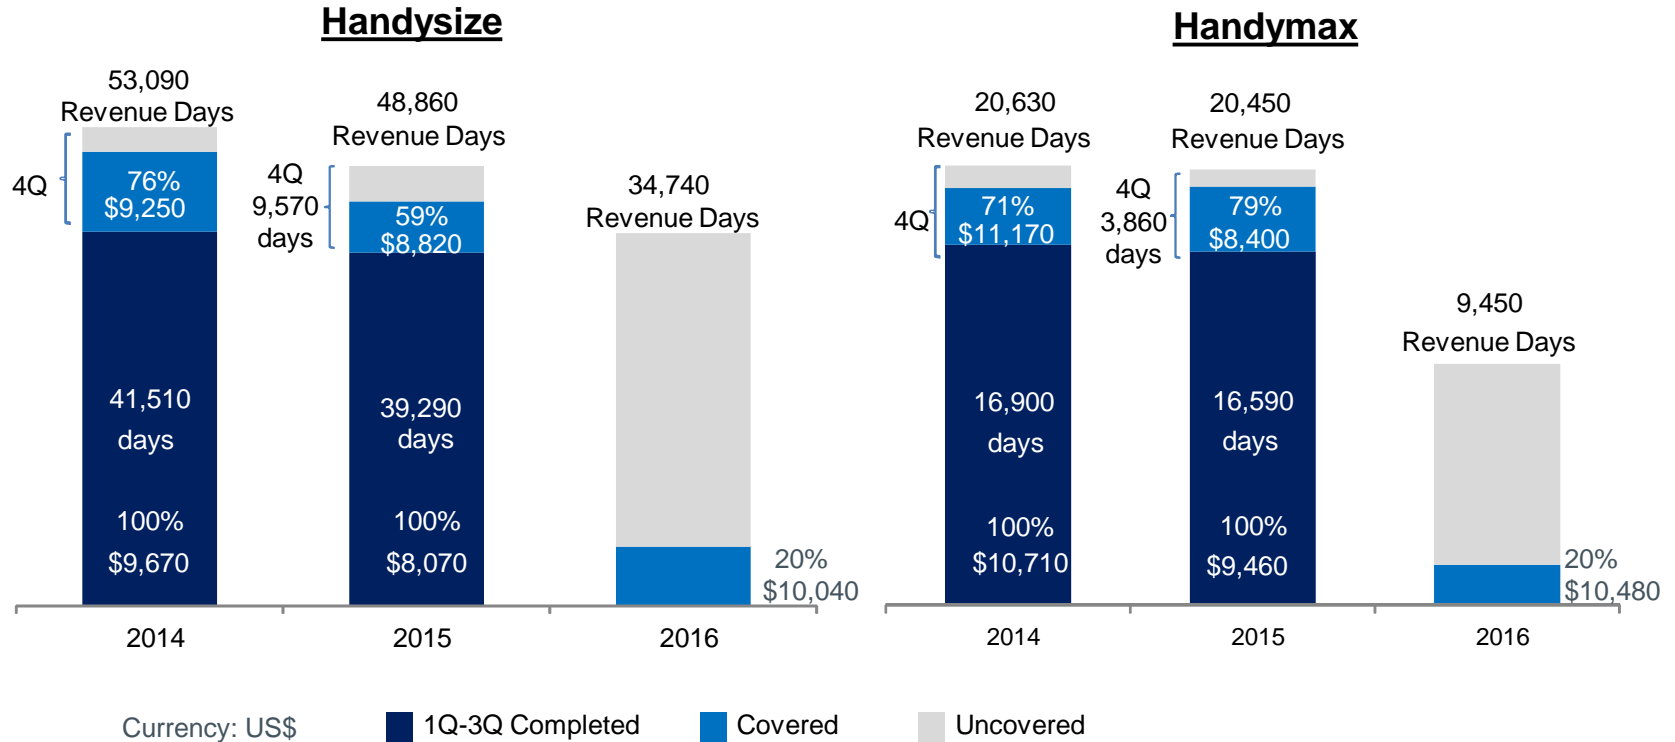 Handysize
53,090
Revenue Days
4Q
76%
$9,250
41,510
days
100%
$9,670
48,860
Revenue Days
4Q
9,570
days
59%
$8,820
39,290
days
100%
$8,070
34,740
Revenue Days
20%
$10,040
2014
2015
2016
Handymax
20,630
Revenue Days
4Q
71%
$11,170
16,900
days
100%
$10,710
20,450
Revenue Days
4Q
3,860
days
79%
$8,400
16,590
days
100%
$9,460
9,450
Revenue Days
20%
$10,480
2014
2015
2016
Currency: US$
1Q-3Q Completed
Covered
Uncovered